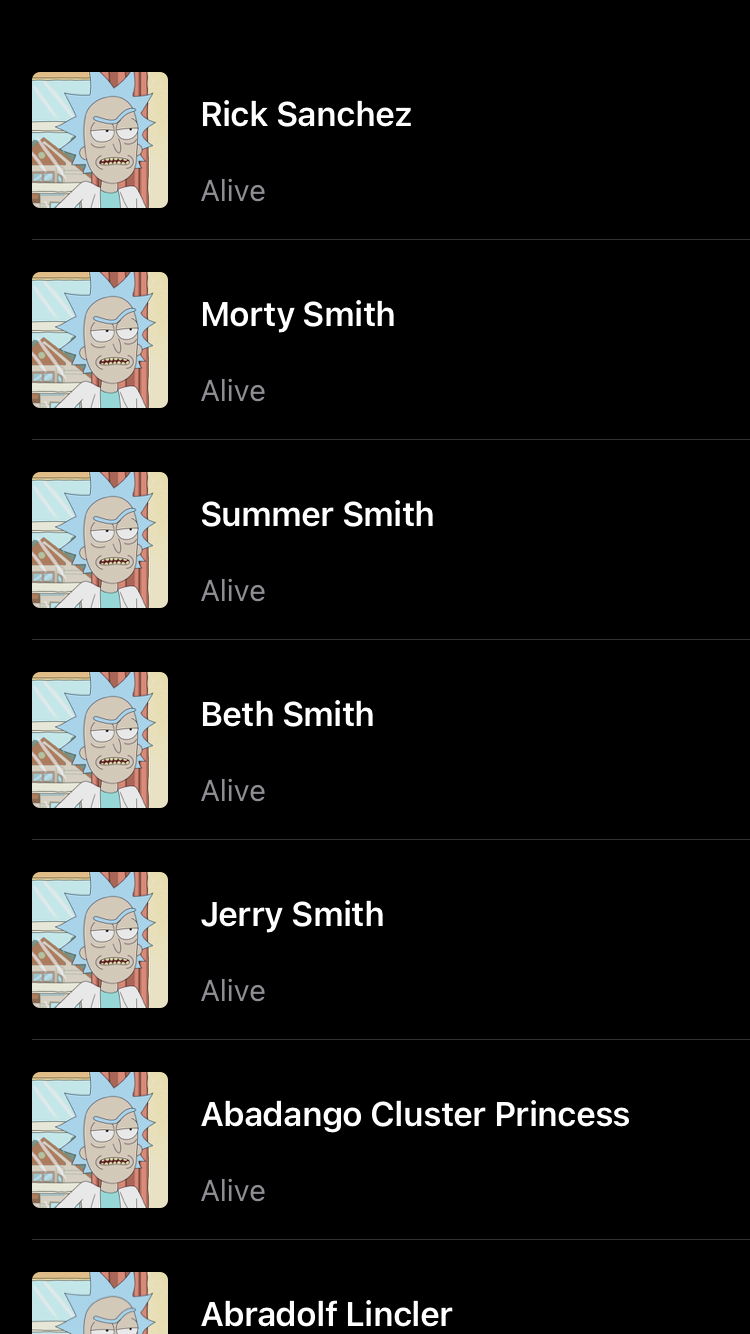 Rick Sanchez
Alive
Morty Smith
Alive
Summer Smith
Alive
Beth Smith
Alive
Jerry Smith
Alive
Abadango Cluster Princess
Alive
Abradolf Lincler